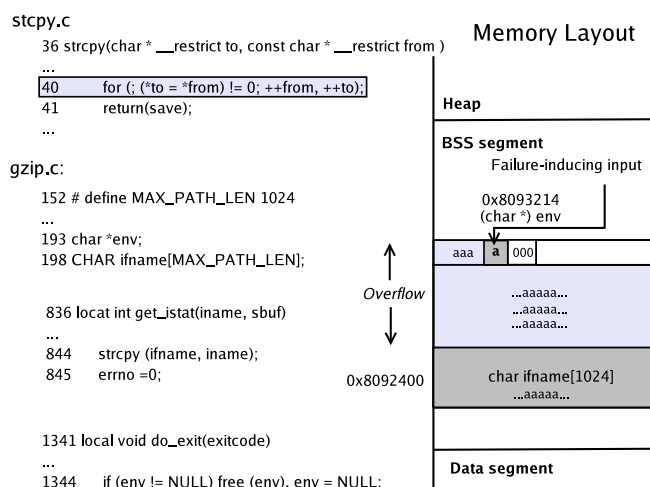 stcpy.c
36 strcpy(char * __restrict to, const char * __restrict from )
...
40 for (; (*to = *from) != 0; ++from, ++to);
41 return(save);
...
gzip.c:
152 # define MAX_PATH_LEN 1024
...
193 char *env;
198 CHAR ifname[MAX_PATH_LEN];
836 locat int get_istat(iname, sbuf)
...
844 strcpy (ifname, iname);
845 errno =0;
1341 local void do_exit(exitcode)
...
1344 if (env != NULL) free (env), env = NULL;
Memory Layout
Heap
BSS segment
Failure-inducing input
0x8093214
(char *) env
aaa a 000
Overflow
...aaaaa...
...aaaaa...
...aaaaa...
0x8092400
char ifname[1024]
...aaaaa...
Data segment